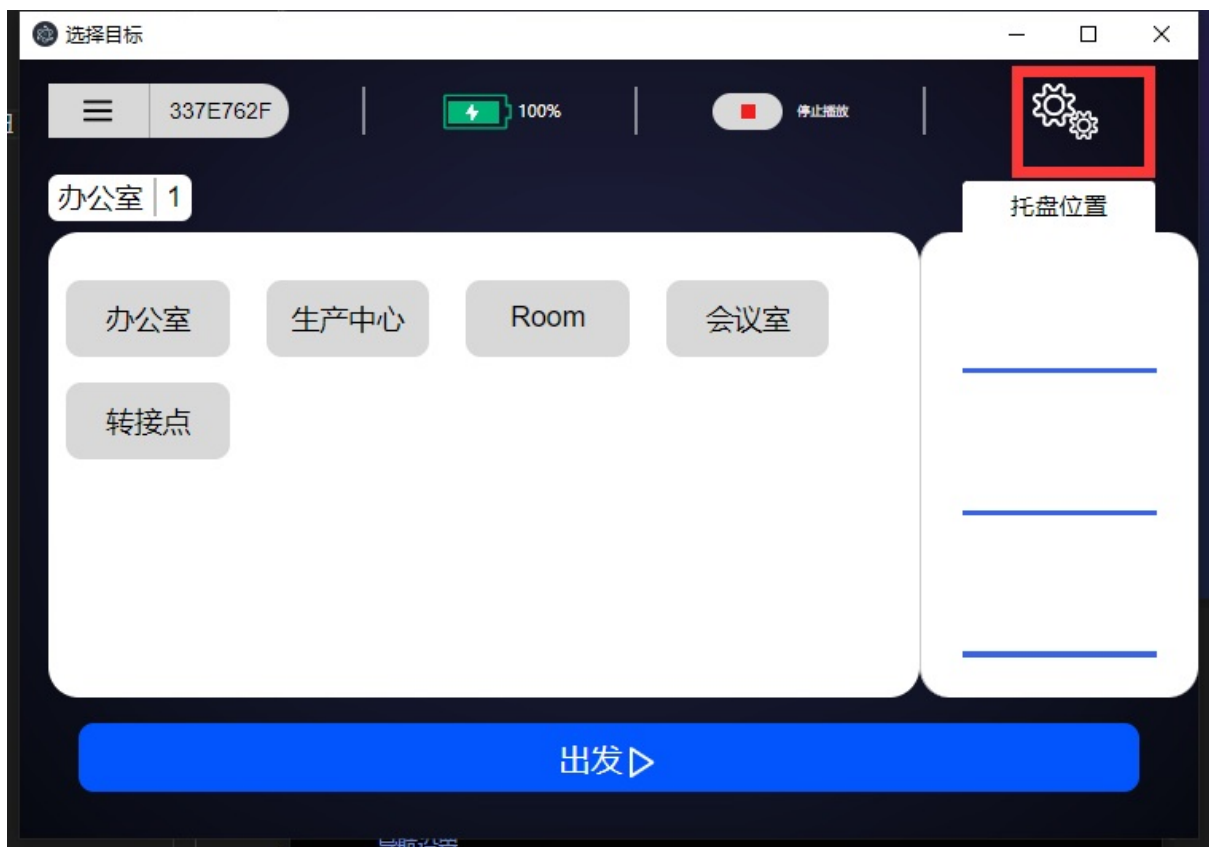 选择目标
337E762F
100%
停止播放
办公室 1
托盘位置
办公室
生产中心
Room
会议室
转接点
出发